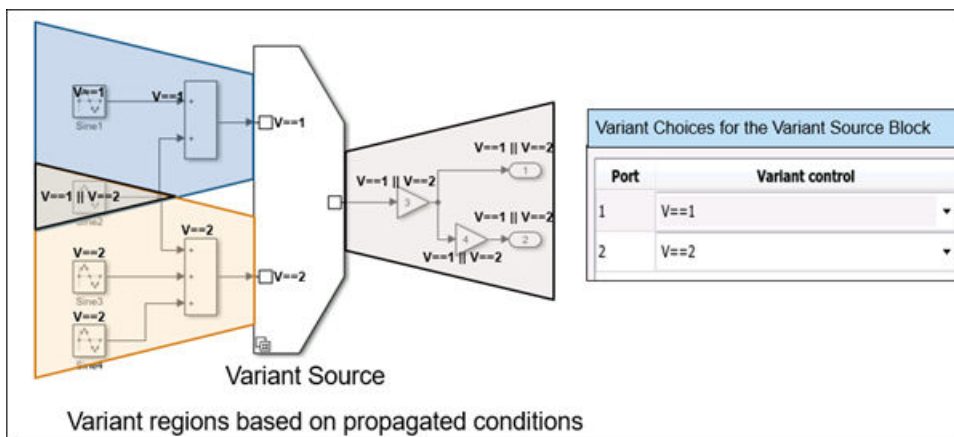 V==1
V==1
Sine1
V==1
V==1 || V==2
Sine2
V==2
V==2
Sine3
V==2
V==2
Sine4
V==1 || V==2
1
V==1 || V==2
3
V==1 || V==2
4
2
V==1 || V==2
Variant Source
Variant regions based on propagated conditions
Variant Choices for the Variant Source Block
Port Variant control
1 V==1
2 V==2